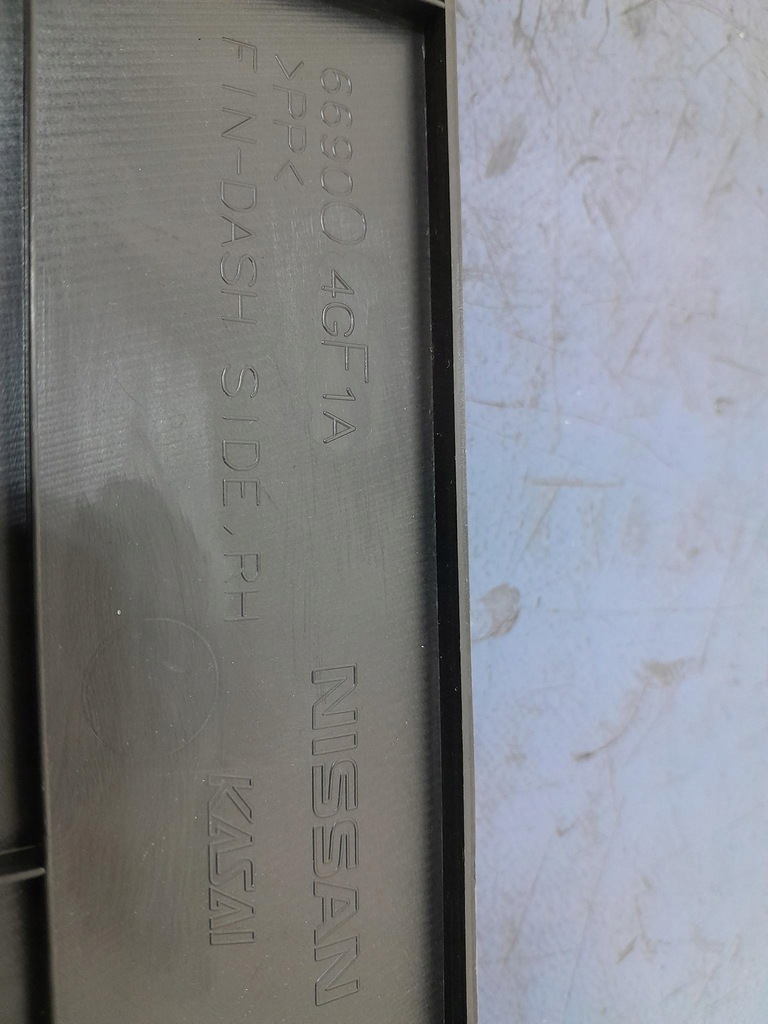 66900 4GF1A
>PP<
FIN-DASH SIDE,RH
NISSAN
KASAI